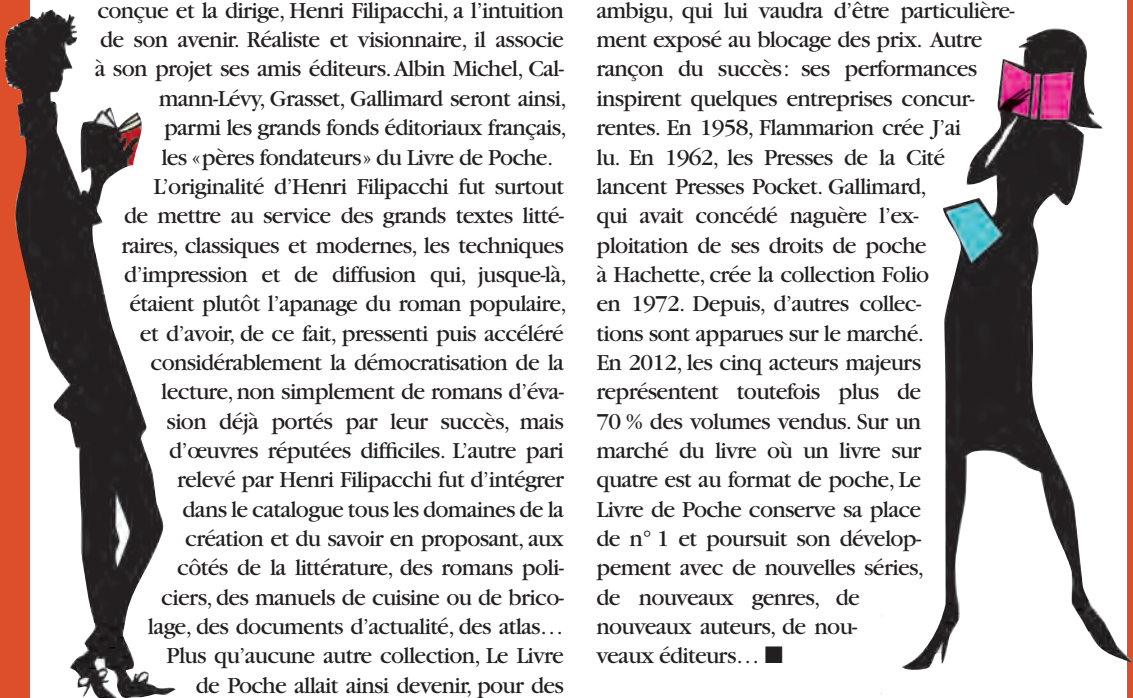 conçue et la dirige, Henri Filipacchi, a l'intuition
de son avenir. Réaliste et visionnaire, il associe
à son projet ses amis éditeurs. Albin Michel, Cal-
mann-Lévy, Grasset, Gallimard seront ainsi,
parmi les grands fonds éditoriaux français,
les «pères fondateurs» du Livre de Poche.
L'originalité d'Henri Filipacchi fut surtout
de mettre au service des grands textes litté-
raires, classiques et modernes, les techniques
d'impression et de diffusion qui, jusque-là,
étaient plutôt l'apanage du roman populaire,
et d'avoir, de ce fait, pressenti puis accéléré
considérablement la démocratisation de la
lecture, non simplement de romans d'éva-
sion déjà portés par leur succès, mais
d'œuvres réputées difficiles. L'autre pari
relevé par Henri Filipacchi fut d'intégrer
dans le catalogue tous les domaines de la
création et du savoir en proposant, aux
côtés de la littérature, des romans poli-
ciers, des manuels de cuisine ou de brico-
lage, des documents d'actualité, des atlas…
Plus qu'aucune autre collection, Le Livre
de Poche allait ainsi devenir, pour des
ambigu, qui lui vaudra d'être particulière-
ment exposé au blocage des prix. Autre
rançon du succès: ses performances
inspirent quelques entreprises concur-
rentes. En 1958, Flammarion crée J'ai
lu. En 1962, les Presses de la Cité
lancent Presses Pocket. Gallimard,
qui avait concédé naguère l'ex-
ploitation de ses droits de poche
à Hachette, crée la collection Folio
en 1972. Depuis, d'autres collec-
tions sont apparues sur le marché.
En 2012, les cinq acteurs majeurs
représentent toutefois plus de
70 % des volumes vendus. Sur un
marché du livre où un livre sur
quatre est au format de poche, Le
Livre de Poche conserve sa place
de n° 1 et poursuit son dévelop-
pement avec de nouvelles séries,
de nouveaux genres, de
nouveaux auteurs, de nou-
veaux éditeurs… ■